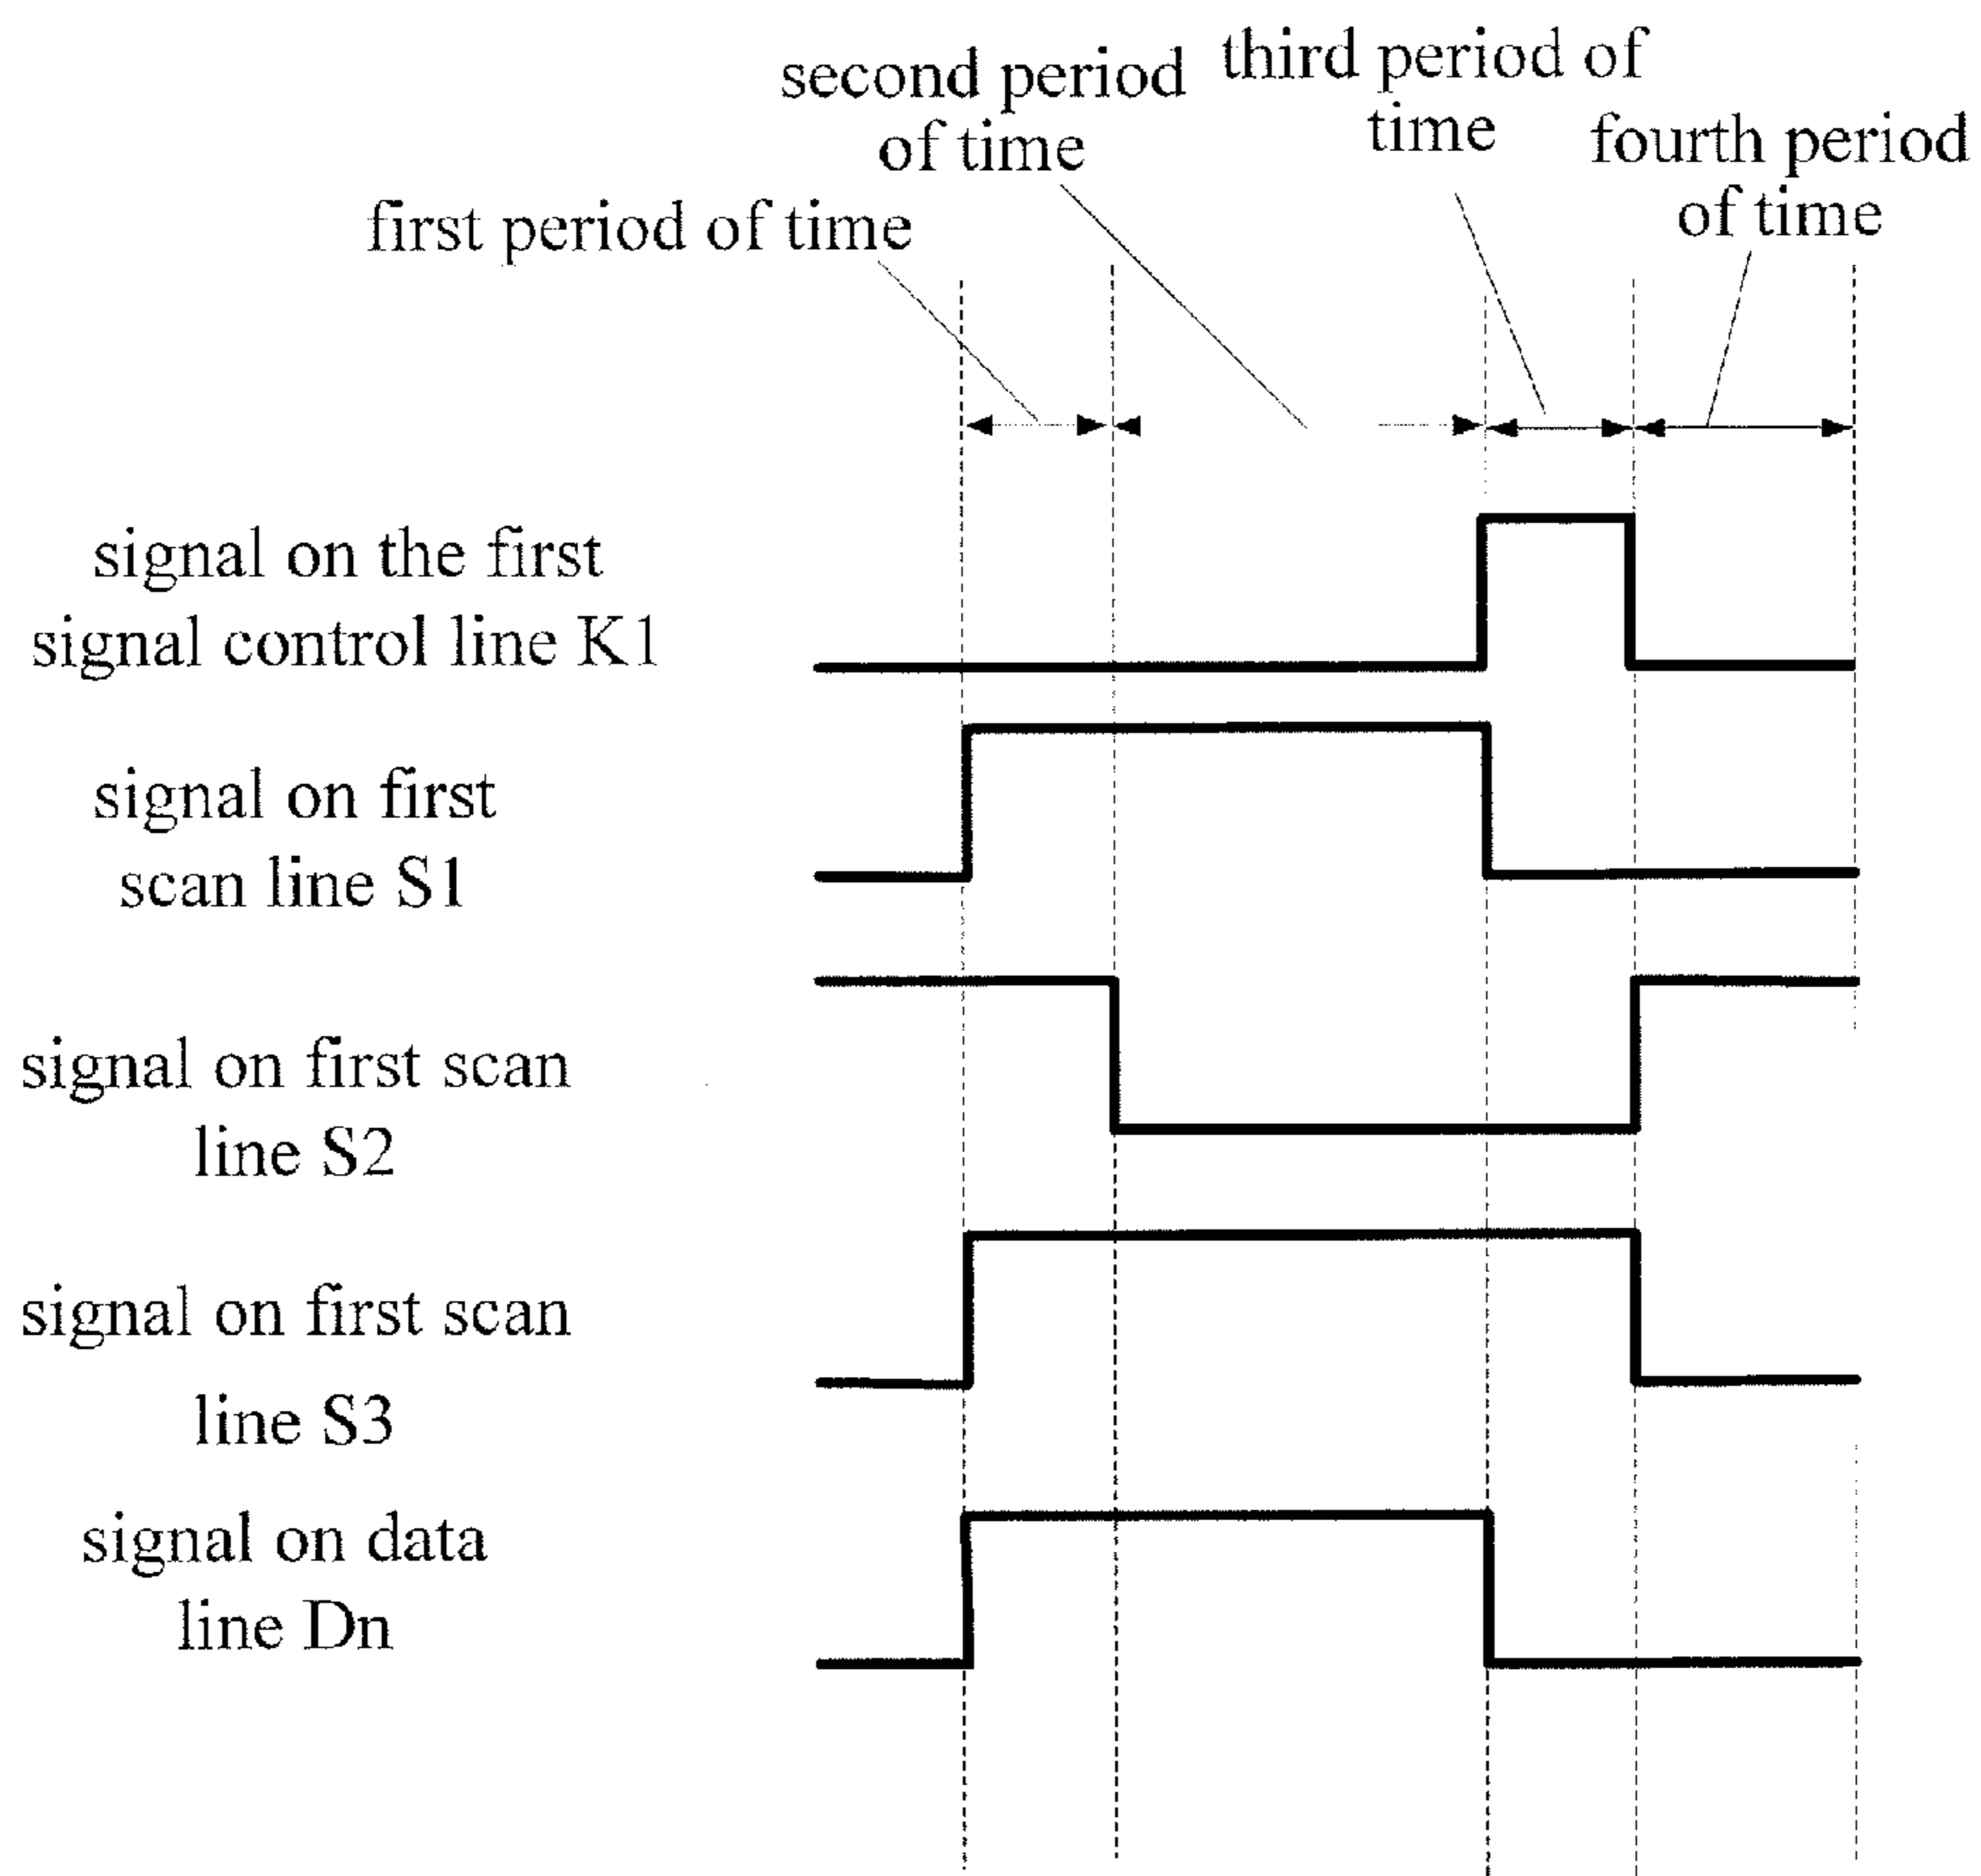 second period
of time
third period of
time
fourth period
of time
first period of time
signal on the first
signal control line K1
signal on first
scan line S1
signal on first scan
line S2
signal on first scan
line S3
signal on data
line Dn